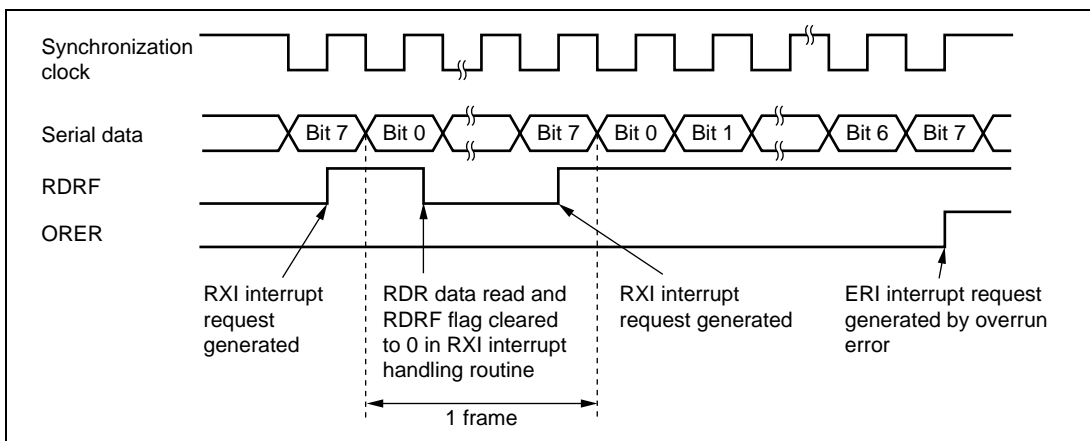 Synchronization
clock
Serial data
Bit 7
Bit 0
Bit 7
Bit 0
Bit 1
Bit 6
Bit 7
RDRF
ORER
RXI interrupt
request
generated
RDR data read and
RDRF flag cleared
to 0 in RXI interrupt
handling routine
RXI interrupt
request generated
ERI interrupt request
generated by overrun
error
1 frame